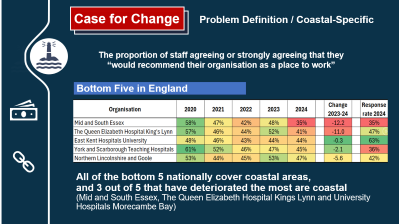 Case for Change
Problem Definition / Coastal-Specific
The proportion of staff agreeing or strongly agreeing that they
“would recommend their organisation as a place to work”
Bottom Five in England
Organisation 2020 2021 2022 2023 2024 Change 2023-24 Response rate 2024
Mid and South Essex 58% 47% 42% 48% 35% -12.2 35%
The Queen Elizabeth Hospital King's Lynn 57% 46% 44% 52% 41% -11.0 47%
East Kent Hospitals University 48% 46% 43% 44% 44% -0.3 63%
York and Scarborough Teaching Hospitals 61% 52% 46% 47% 45% -2.1 36%
Northern Lincolnshire and Goole 53% 44% 45% 53% 47% -5.6 42%
All of the bottom 5 nationally cover coastal areas,
and 3 out of 5 that have deteriorated the most are coastal
(Mid and South Essex, The Queen Elizabeth Hospital Kings Lynn and University
Hospitals Morecambe Bay)